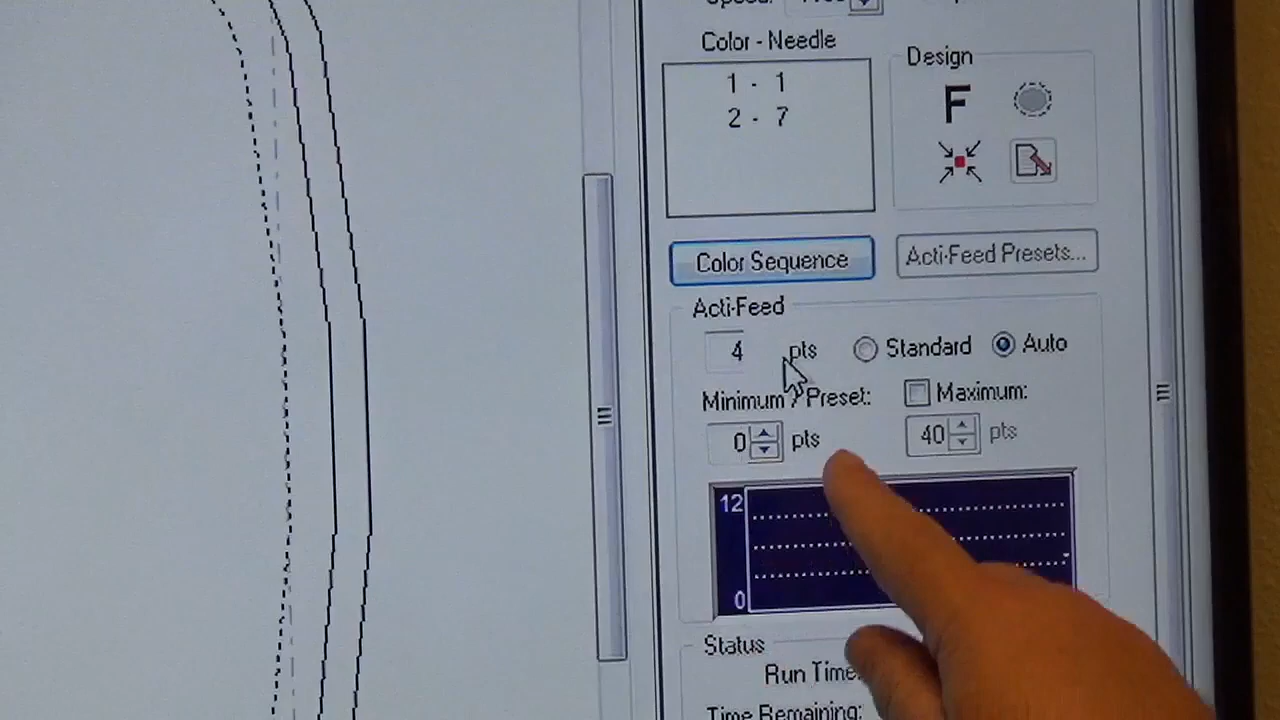 Speed:
Color - Needle
Design
1 - 1
2 - 7
F
Color Sequence
Acti-Feed Presets...
Acti-Feed
4 pts Standard Auto
Minimum / Preset: Maximum:
0 pts 40 pts
12
0
Status
Run Time:
Time Remaining: